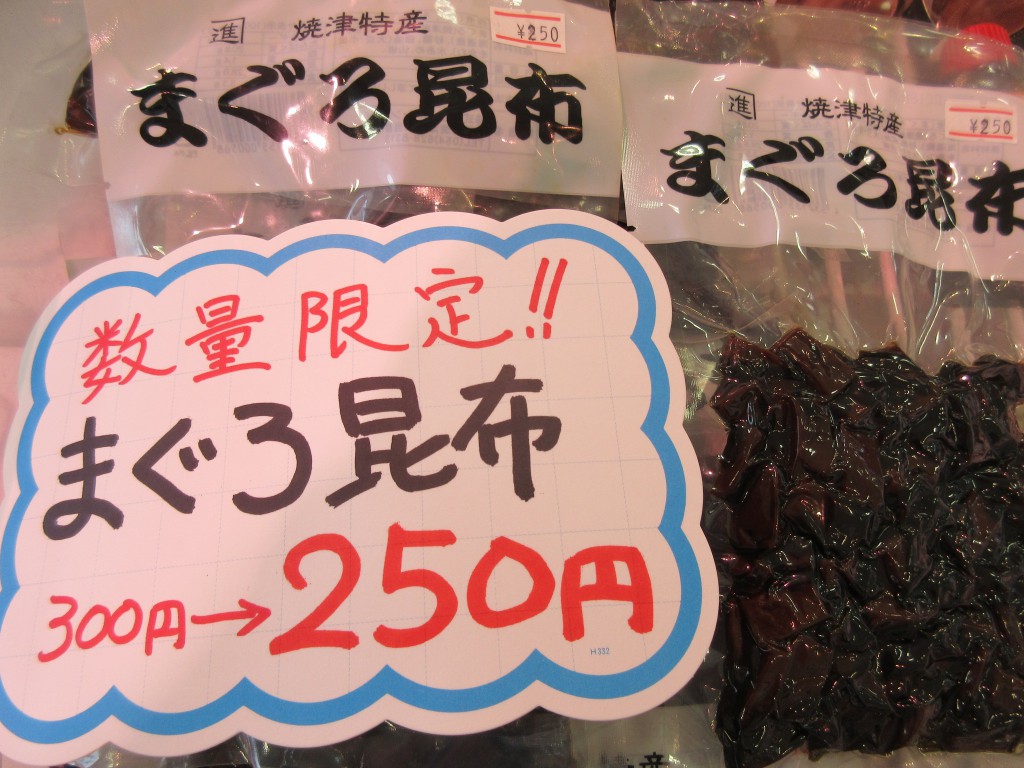 進 焼津特産
¥250
まぐろ昆布
進 焼津特産
¥250
まぐろ昆布
数量限定!!
まぐろ昆布
300円→250円
H332
産